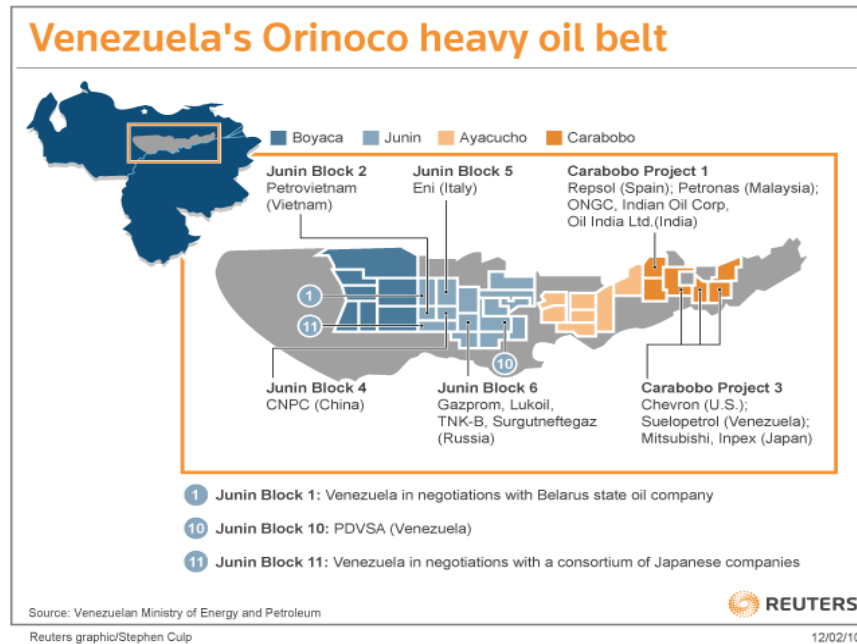 Venezuela's Orinoco heavy oil belt
Boyaca
Junin
Ayacucho
Carabobo
Junin Block 2
Petrovietnam
(Vietnam)
Junin Block 5
Eni (Italy)
Carabobo Project 1
Repsol (Spain); Petronas (Malaysia);
ONGC, Indian Oil Corp,
Oil India Ltd.(India)
1
11
10
Junin Block 4
CNPC (China)
Junin Block 6
Gazprom, Lukoil,
TNK-B, Surgutneftegaz
(Russia)
Carabobo Project 3
Chevron (U.S.);
Suelopetrol (Venezuela);
Mitsubishi, Inpex (Japan)
1 Junin Block 1: Venezuela in negotiations with Belarus state oil company
10 Junin Block 10: PDVSA (Venezuela)
11 Junin Block 11: Venezuela in negotiations with a consortium of Japanese companies
Source: Venezuelan Ministry of Energy and Petroleum
REUTERS
Reuters graphic/Stephen Culp
12/02/10